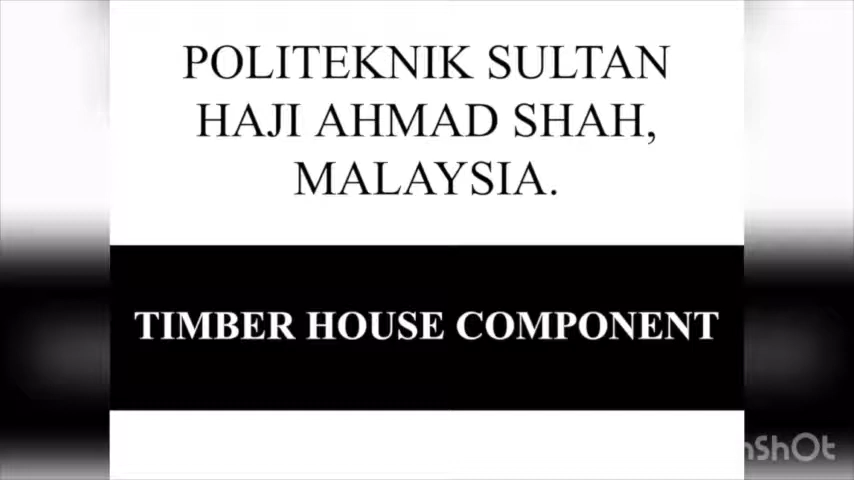 POLITEKNIK SULTAN
HAJI AHMAD SHAH,
MALAYSIA.
TIMBER HOUSE COMPONENT